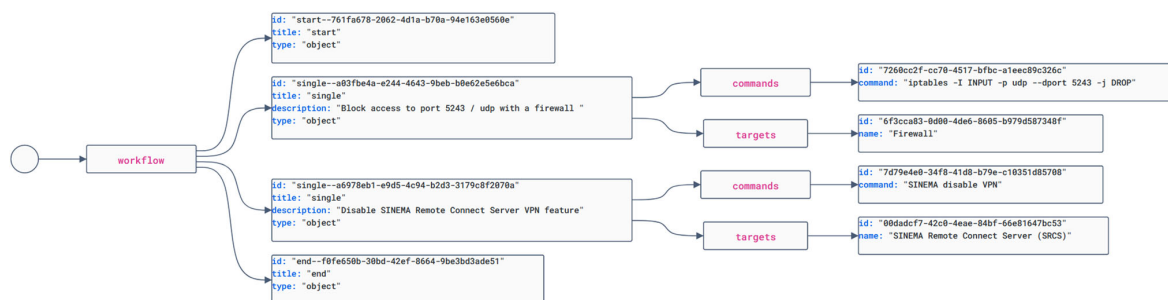 id: "start--761fa678-2062-4d1a-b70a-94e163e0560e"
title: "start"
type: "object"
workflow
id: "single--a03fbe4a-e244-4643-9beb-b0e62e5e6bca"
title: "single"
description: "Block access to port 5243 / udp with a firewall "
type: "object"
commands
id: "7260cc2f-cc70-4517-bfbc-a1eec89c326c"
command: "iptables -I INPUT -p udp --dport 5243 -j DROP"
targets
id: "6f3cca83-0d00-4de6-8605-b979d587348f"
name: "Firewall"
id: "single--a6978eb1-e9d5-4c94-b2d3-3179c8f2070a"
title: "single"
description: "Disable SINEMA Remote Connect Server VPN feature"
type: "object"
commands
id: "7d79e4e0-34f8-41d8-b79e-c10351d85708"
command: "SINEMA disable VPN"
targets
id: "00dadcf7-42c0-4eae-84bf-66e81647bc53"
name: "SINEMA Remote Connect Server (SRCS)"
id: "end--f0fe650b-30bd-42ef-8664-9be3bd3ade51"
title: "end"
type: "object"